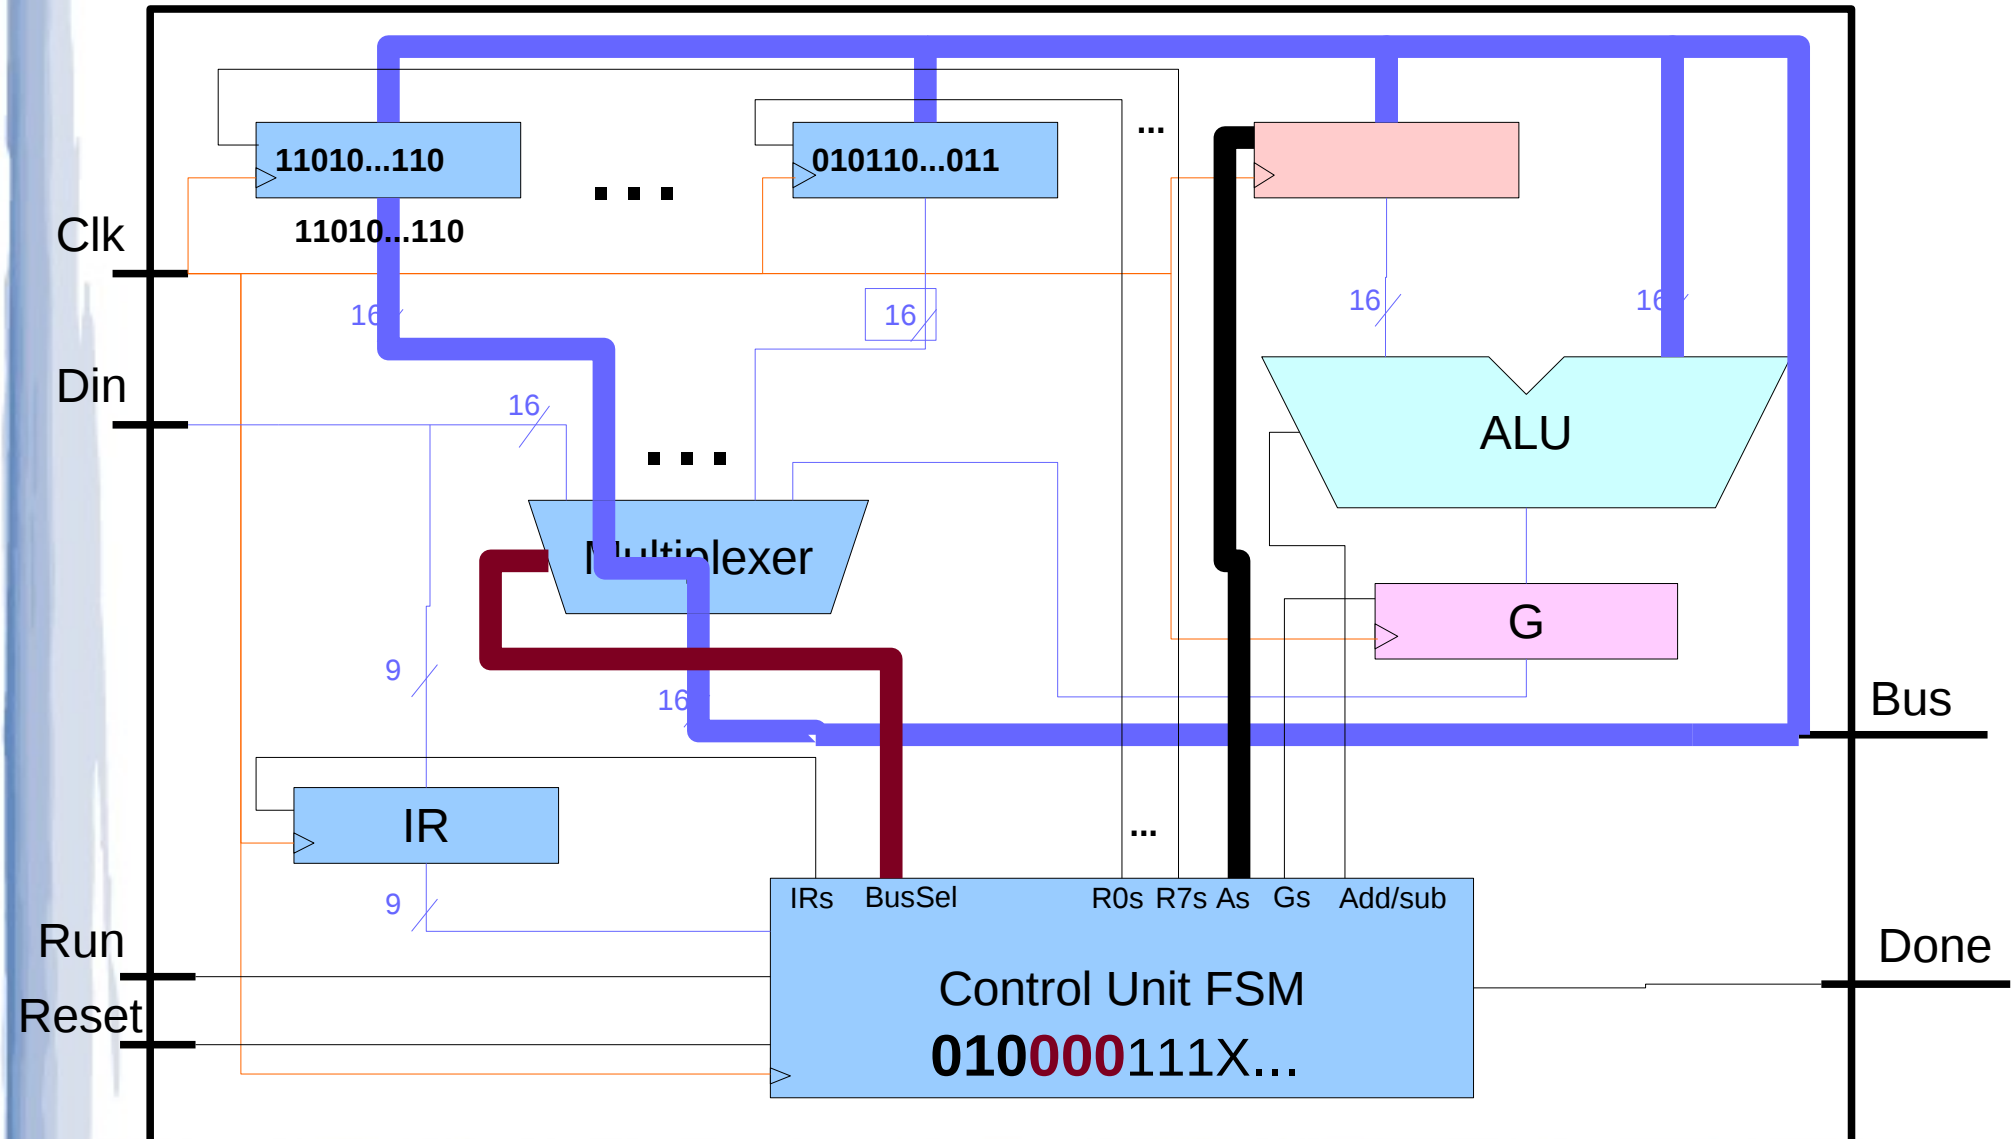 ...
11010...110
010110...011
...
11010...110
Clk
16
16
16
16
Din
16
...
ALU
Multiplexer
G
9
16
Bus
IR
...
9
IRs
BusSel
R0s
R7s
As
Gs
Add/sub
Run
Done
Control Unit FSM
Reset
010000111X...